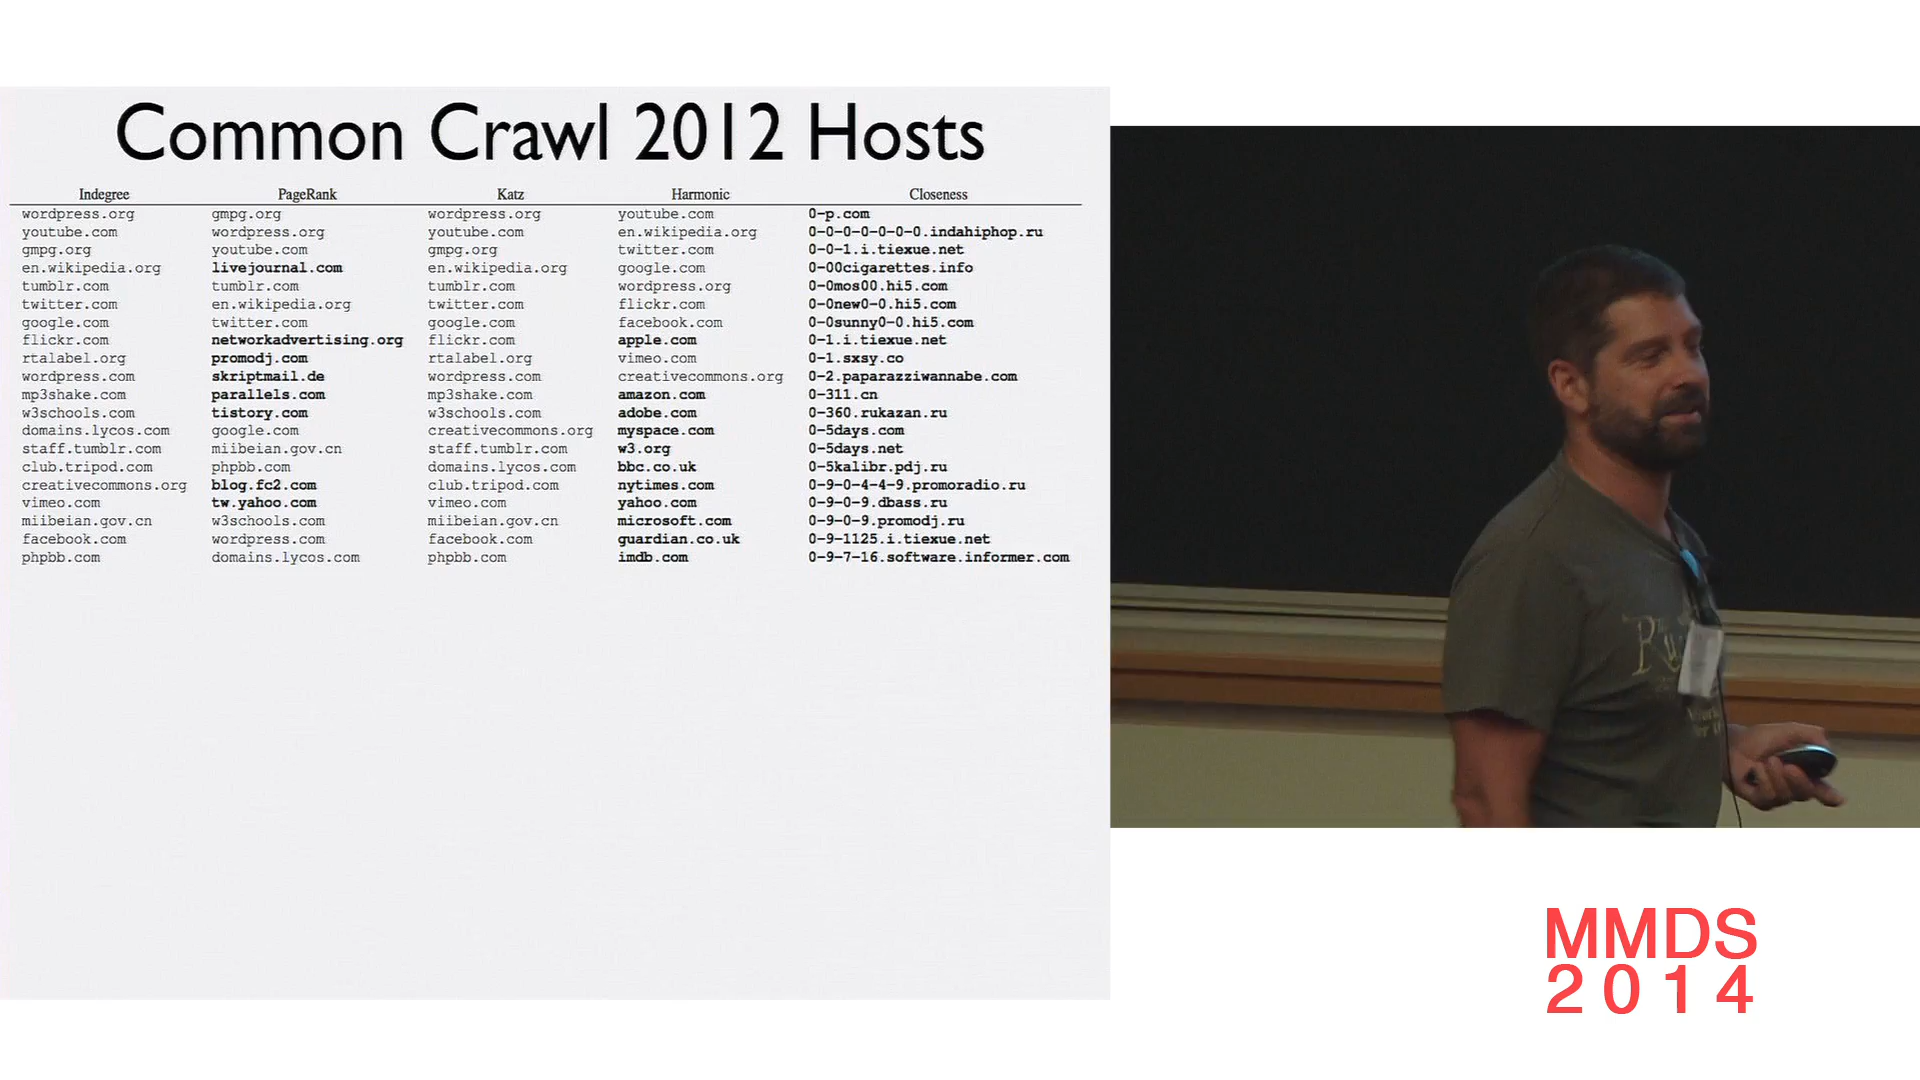 Common Crawl 2012 Hosts
Indegree PageRank Katz Harmonic Closeness
wordpress.org gmpg.org wordpress.org youtube.com 0-p.com
youtube.com wordpress.org youtube.com en.wikipedia.org 0-0-0-0-0-0-0.indahiphop.ru
gmpg.org youtube.com gmpg.org twitter.com 0-0-1.i.tiexue.net
en.wikipedia.org livejournal.com en.wikipedia.org google.com 0-00cigarettes.info
tumblr.com tumblr.com tumblr.com wordpress.org 0-0mos00.hi5.com
twitter.com en.wikipedia.org twitter.com flickr.com 0-0new0-0.hi5.com
google.com twitter.com google.com facebook.com 0-0sunny0-0.hi5.com
flickr.com networkadvertising.org flickr.com apple.com 0-1.i.tiexue.net
rtalabel.org promodj.com rtalabel.org vimeo.com 0-1.sxsy.co
wordpress.com skriptmail.de wordpress.com creativecommons.org 0-2.paparazziwannabe.com
mp3shake.com parallels.com mp3shake.com amazon.com 0-311.cn
w3schools.com tistory.com w3schools.com adobe.com 0-360.rukazan.ru
domains.lycos.com google.com creativecommons.org myspace.com 0-5days.com
staff.tumblr.com miibeian.gov.cn staff.tumblr.com w3.org 0-5days.net
club.tripod.com phpbb.com domains.lycos.com bbc.co.uk 0-5kalibr.pdj.ru
creativecommons.org blog.fc2.com club.tripod.com nytimes.com 0-9-0-4-4-9.promoradio.ru
vimeo.com tw.yahoo.com vimeo.com yahoo.com 0-9-0-9.dbass.ru
miibeian.gov.cn w3schools.com miibeian.gov.cn microsoft.com 0-9-0-9.promodj.ru
facebook.com wordpress.com facebook.com guardian.co.uk 0-9-1125.i.tiexue.net
phpbb.com domains.lycos.com phpbb.com imdb.com 0-9-7-16.software.informer.com
MMDS
2014